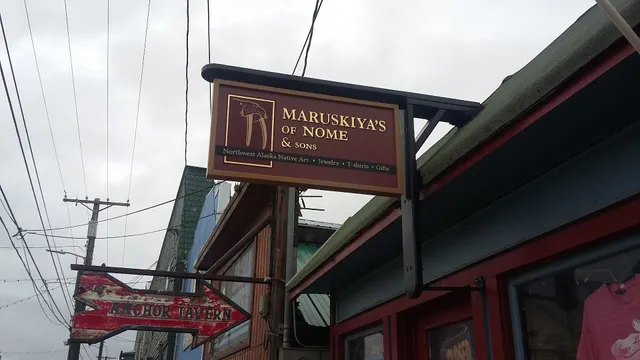 MARUSKIYA'S
OF NOME
& SONS
Northwest Alaska Native Art • Jewelry • T-shirts • Gifts
ANCHOR TAVERN